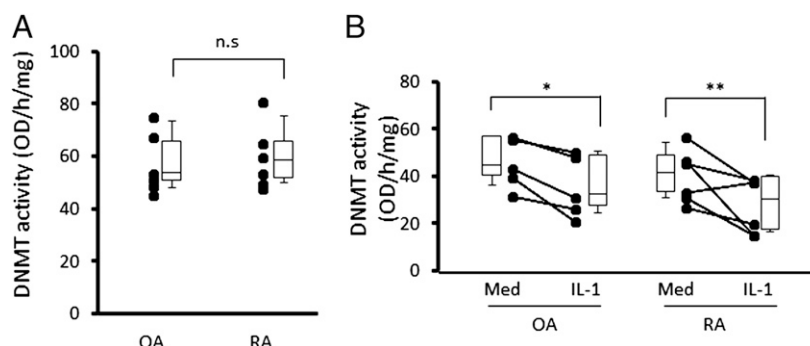 A
n.s
DNMT activity (OD/h/mg)
100
80
60
40
20
0
OA
RA
B
*
**
DNMT activity
(OD/h/mg)
80
60
40
20
0
Med
IL-1
Med
IL-1
OA
RA